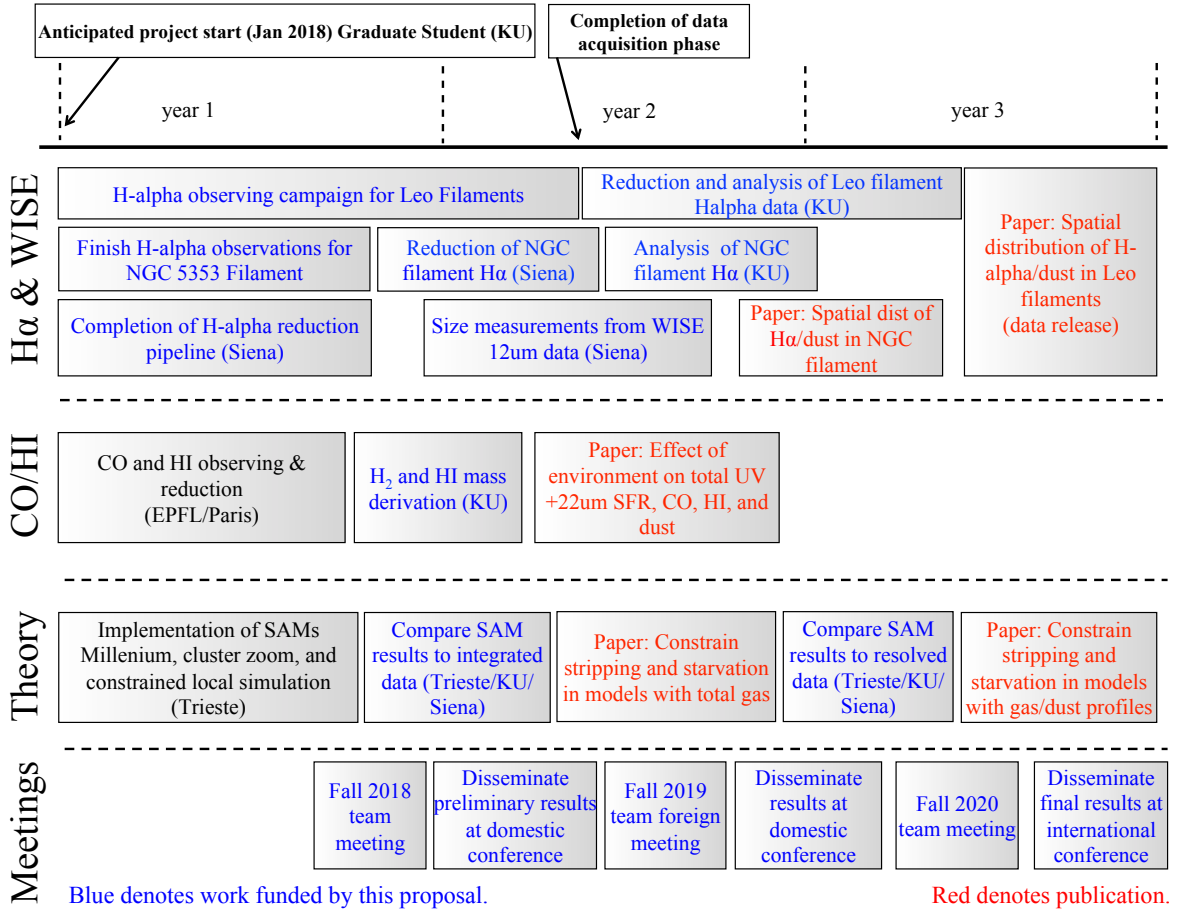 Anticipated project start (Jan 2018) Graduate Student (KU)
Completion of data
acquisition phase
year 1
year 2
year 3
Hα & WISE
H-alpha observing campaign for Leo Filaments
Reduction and analysis of Leo filament
Halpha data (KU)
Paper: Spatial
distribution of H-
alpha/dust in Leo
filaments
(data release)
Finish H-alpha observations for
NGC 5353 Filament
Reduction of NGC
filament Hα (Siena)
Analysis of NGC
filament Hα (KU)
Completion of H-alpha reduction
pipeline (Siena)
Size measurements from WISE
12um data (Siena)
Paper: Spatial dist of
Hα/dust in NGC
filament
CO/HI
CO and HI observing &
reduction
(EPFL/Paris)
H₂ and HI mass
derivation (KU)
Paper: Effect of
environment on total UV
+22um SFR, CO, HI, and
dust
Theory
Implementation of SAMs
Millenium, cluster zoom, and
constrained local simulation
(Trieste)
Compare SAM
results to integrated
data (Trieste/KU/
Siena)
Paper: Constrain
stripping and starvation
in models with total gas
Compare SAM
results to resolved
data (Trieste/KU/
Siena)
Paper: Constrain
stripping and
starvation in models
with gas/dust profiles
Meetings
Fall 2018
team
meeting
Disseminate
preliminary results
at domestic
conference
Fall 2019
team foreign
meeting
Disseminate
results at
domestic
conference
Fall 2020
team meeting
Disseminate
final results at
international
conference
Blue denotes work funded by this proposal.
Red denotes publication.